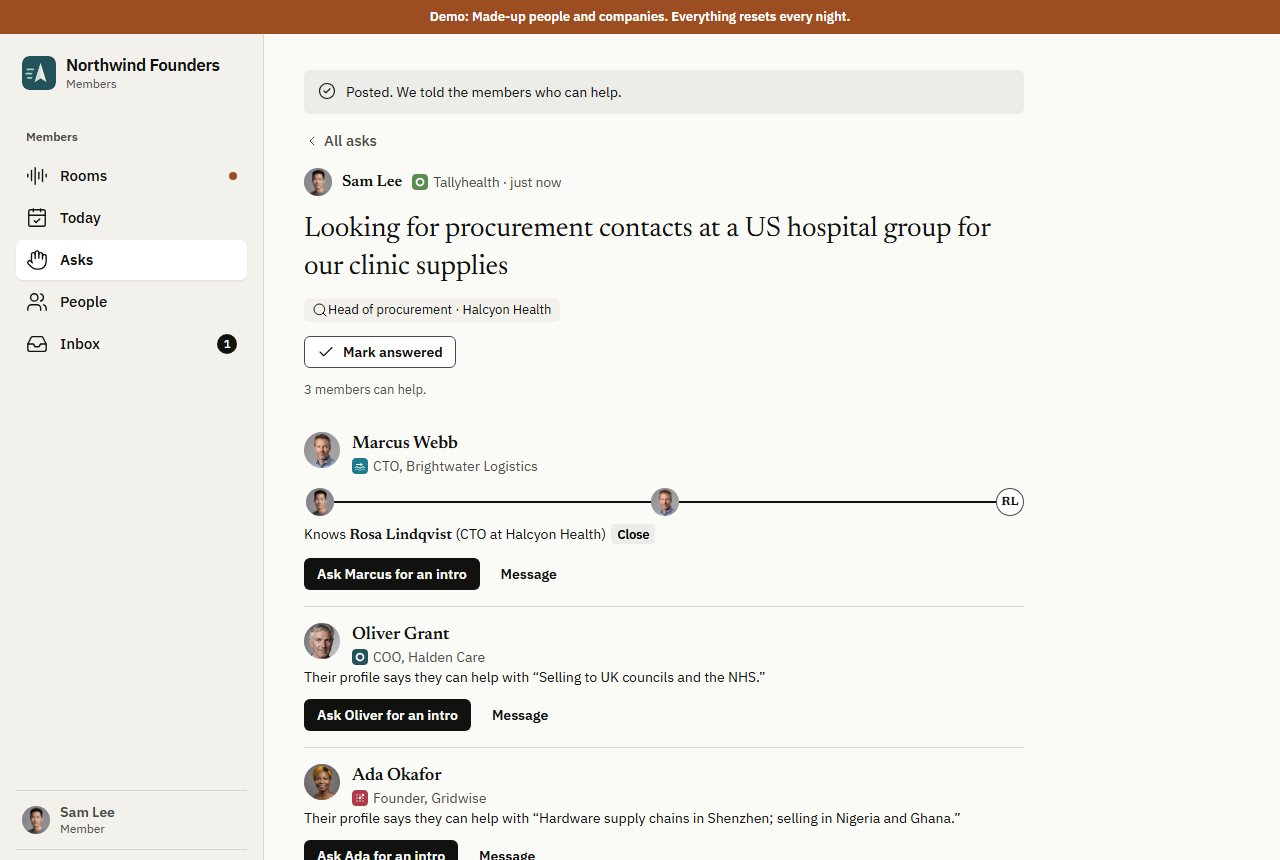 Demo: Made-up people and companies. Everything resets every night.
Northwind Founders
Members
Members
Rooms
Today
Asks
People
Inbox
1
Sam Lee
Member
Posted. We told the members who can help.
All asks
Sam Lee Tallyhealth · just now
Looking for procurement contacts at a US hospital group for
our clinic supplies
Head of procurement · Halcyon Health
Mark answered
3 members can help.
Marcus Webb
CTO, Brightwater Logistics
RL
Knows Rosa Lindqvist (CTO at Halcyon Health) Close
Ask Marcus for an intro Message
Oliver Grant
COO, Halden Care
Their profile says they can help with “Selling to UK councils and the NHS.”
Ask Oliver for an intro Message
Ada Okafor
Founder, Gridwise
Their profile says they can help with “Hardware supply chains in Shenzhen; selling in Nigeria and Ghana.”
Ask Ada for an intro Message